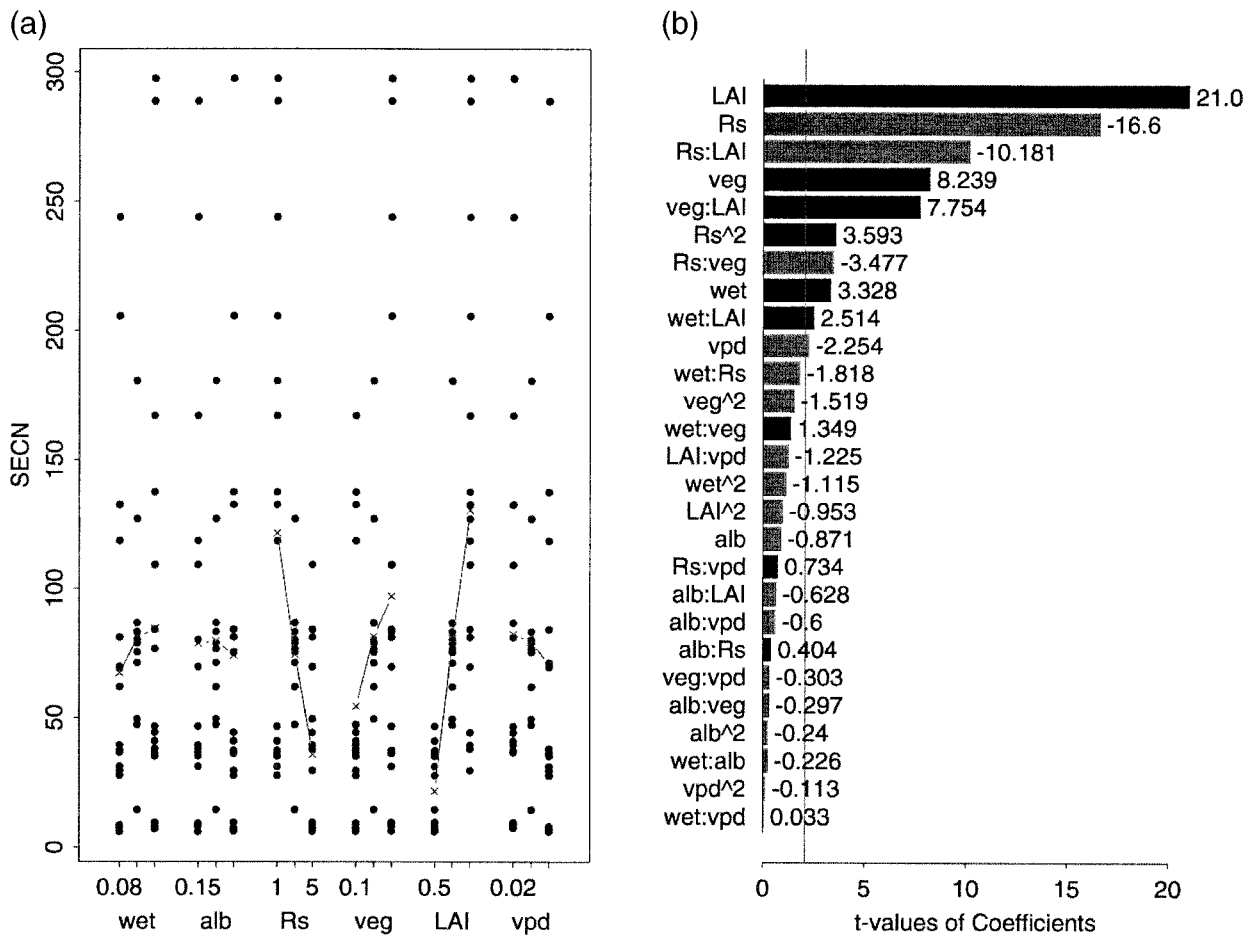 (a)
300
250
200
150
100
50
0
SECN
0.08 0.15 1 5 0.1 0.5 0.02
wet alb Rs veg LAI vpd
(b)
LAI 21.0
Rs -16.6
Rs:LAI -10.181
veg 8.239
veg:LAI 7.754
Rs^2 3.593
Rs:veg -3.477
wet 3.328
wet:LAI 2.514
vpd -2.254
wet:Rs -1.818
veg^2 -1.519
wet:veg 1.349
LAI:vpd -1.225
wet^2 -1.115
LAI^2 -0.953
alb -0.871
Rs:vpd 0.734
alb:LAI -0.628
alb:vpd -0.6
alb:Rs 0.404
veg:vpd -0.303
alb:veg -0.297
alb^2 -0.24
wet:alb -0.226
vpd^2 -0.113
wet:vpd 0.033
0 5 10 15 20
t-values of Coefficients